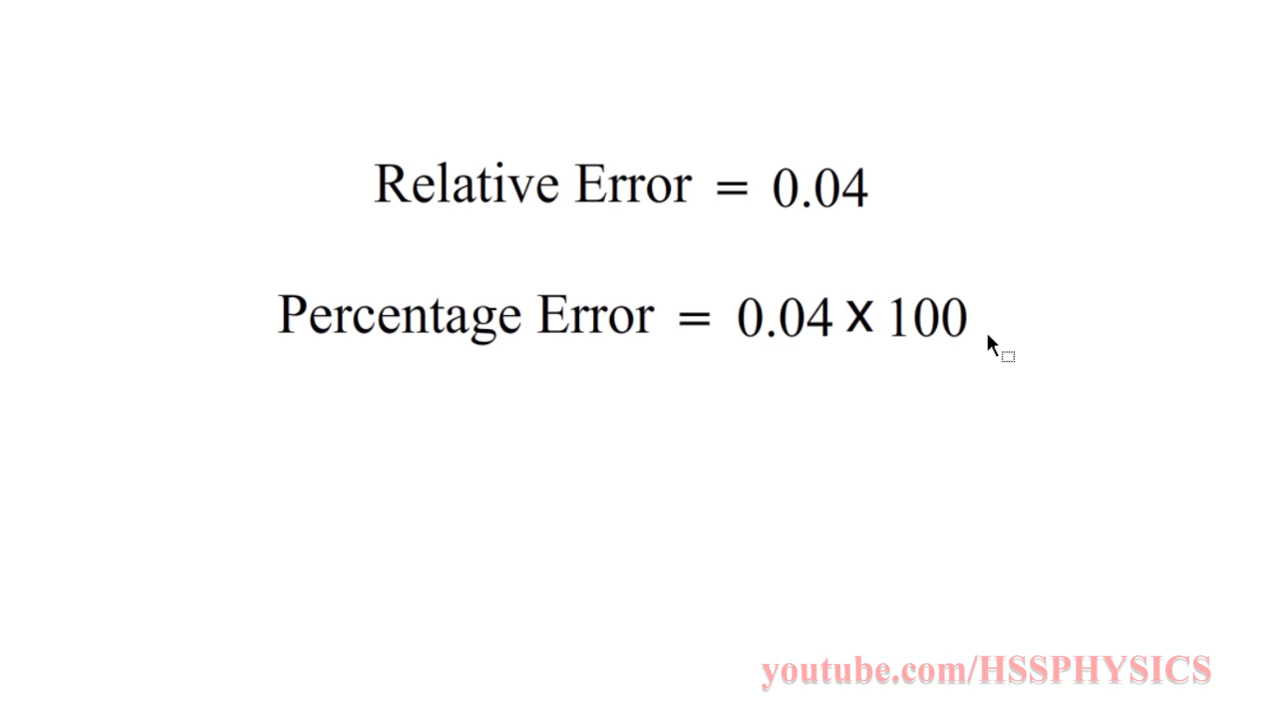 Relative Error = 0.04
Percentage Error = 0.04 x 100
youtube.com/HSSPHYSICS